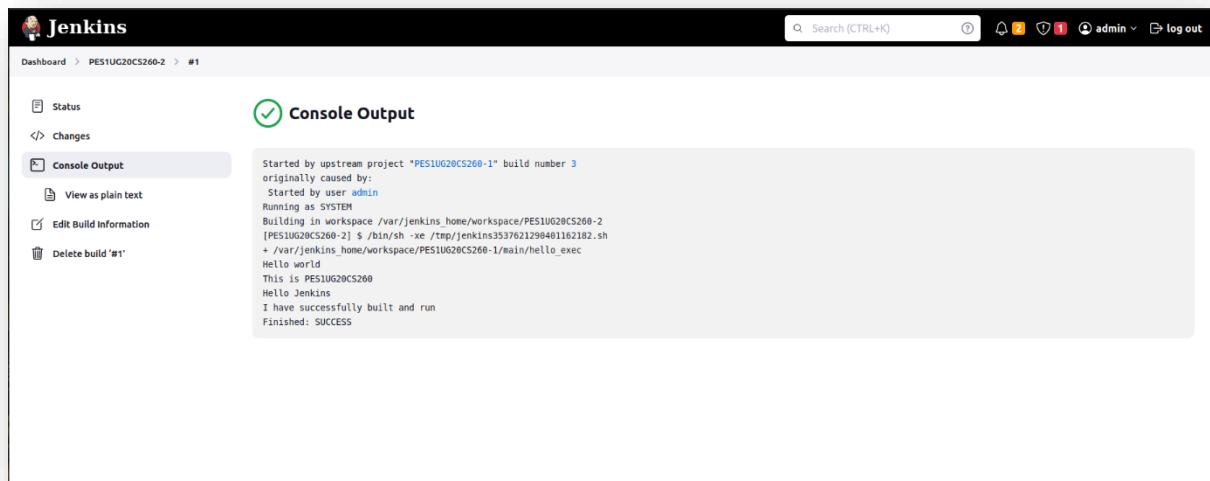 Jenkins
Search (CTRL+K)
2
1
admin
log out
Dashboard > PES1UG20CS260-2 > #1
Status
Changes
Console Output
View as plain text
Edit Build Information
Delete build '#1'
Console Output
Started by upstream project "PES1UG20CS260-1" build number 3
originally caused by:
Started by user admin
Running as SYSTEM
Building in workspace /var/jenkins_home/workspace/PES1UG20CS260-2
[PES1UG20CS260-2] $ /bin/sh -xe /tmp/jenkins3537621290401162182.sh
+ /var/jenkins_home/workspace/PES1UG20CS260-1/main/hello_exec
Hello world
This is PES1UG20CS260
Hello Jenkins
I have successfully built and run
Finished: SUCCESS